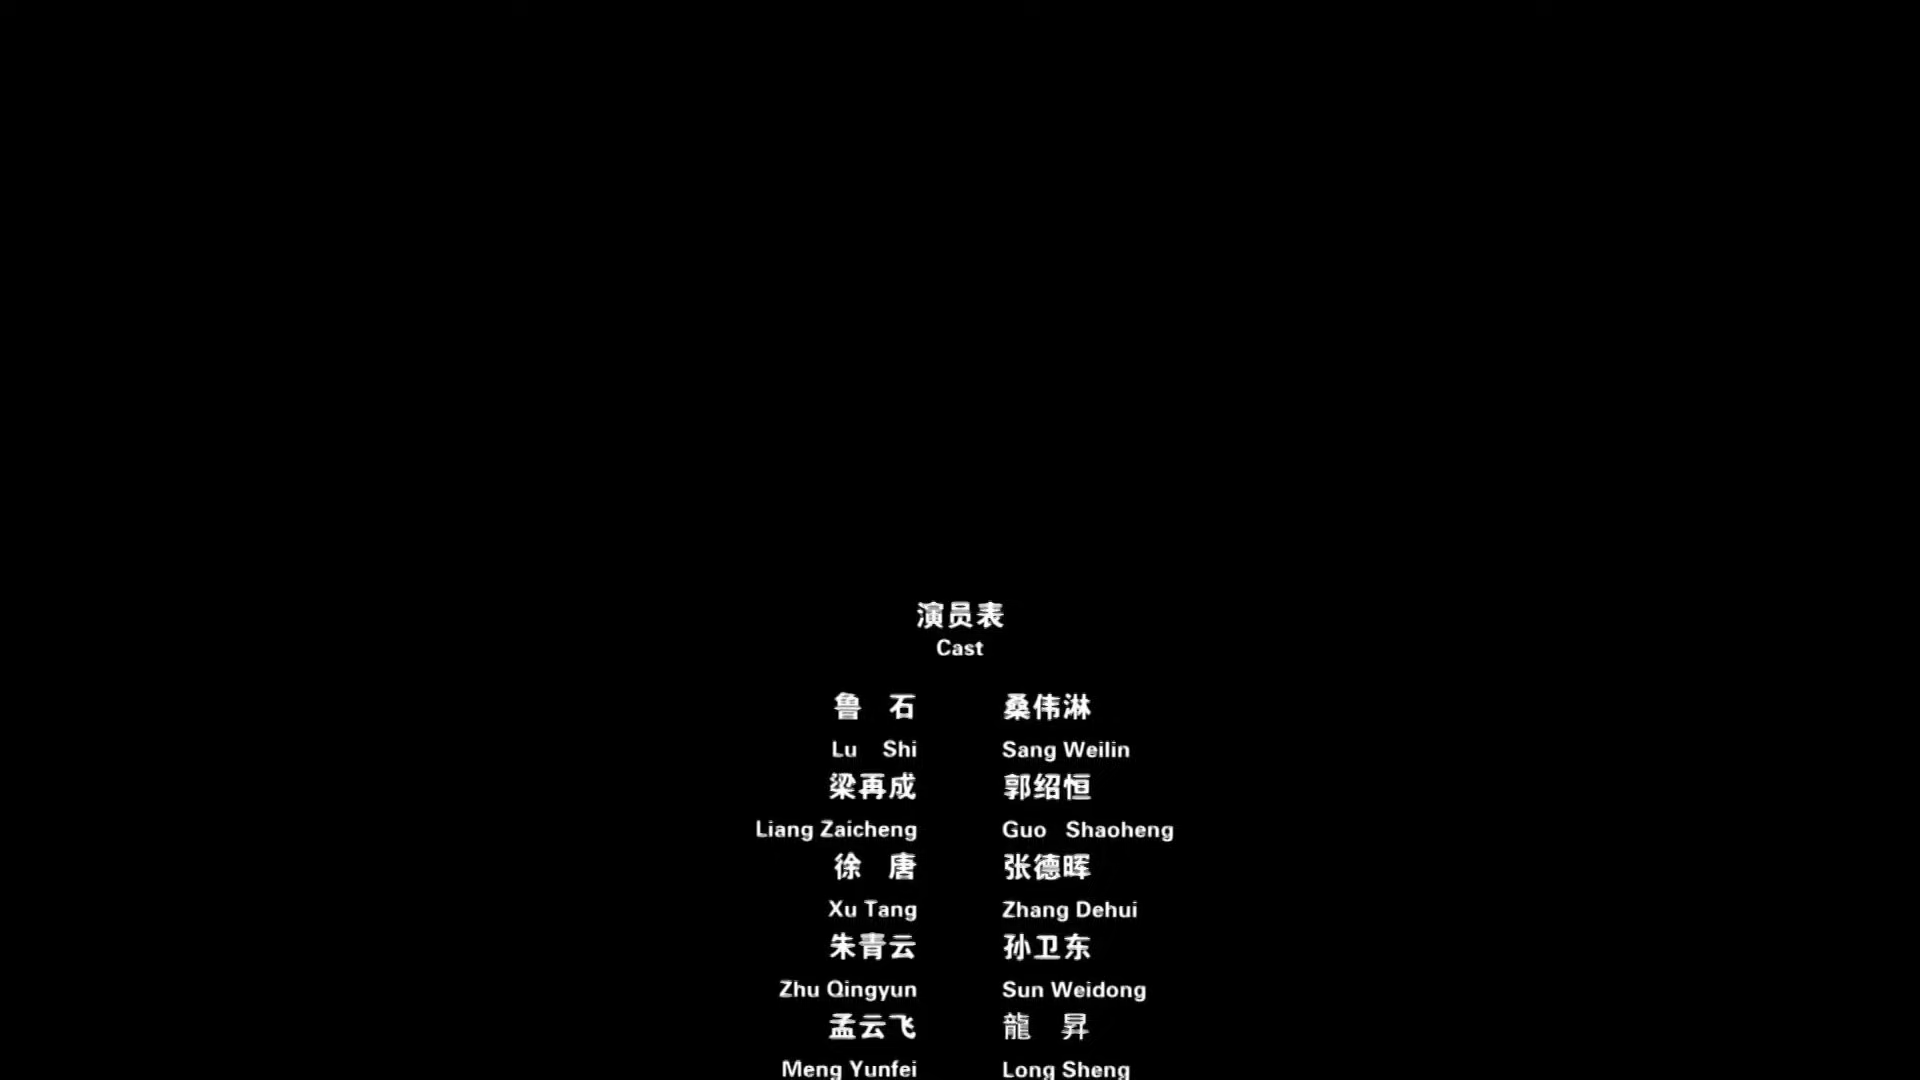 演员表
Cast
鲁 石 桑伟淋
Lu Shi Sang Weilin
梁再成 郭绍恒
Liang Zaicheng Guo Shaoheng
徐 唐 张德晖
Xu Tang Zhang Dehui
朱青云 孙卫东
Zhu Qingyun Sun Weidong
孟云飞 龍 昇
Meng Yunfei Long Sheng